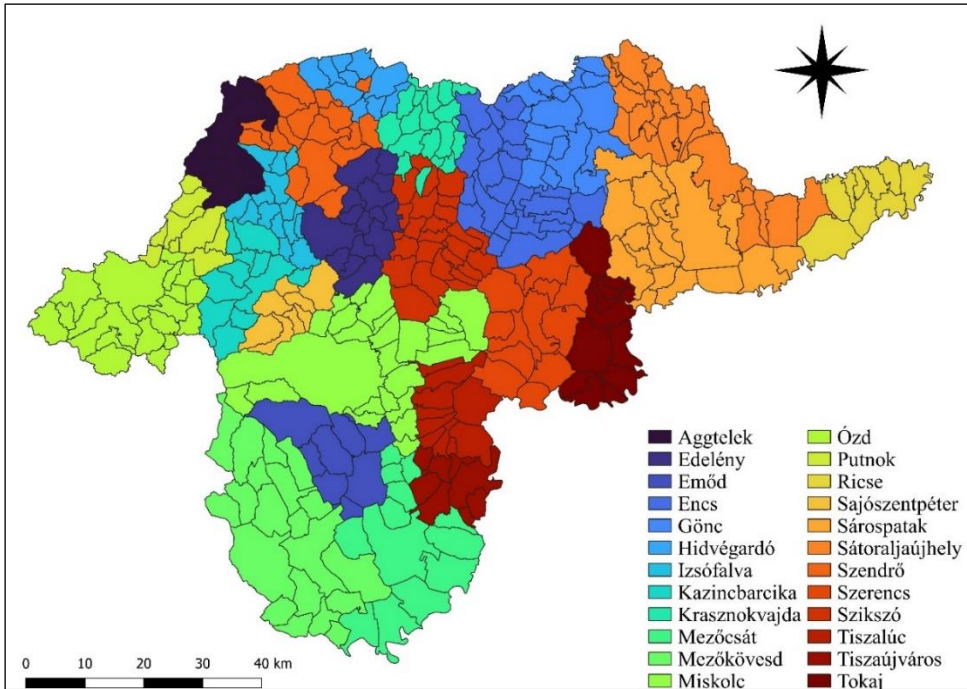 Aggtelek
Edelény
Emőd
Encs
Gönc
Hidvégardó
Izsófalva
Kazincbarcika
Krasznokvajda
Mezőcsát
Mezőkövesd
Miskolc
Ózd
Putnok
Ricse
Sajószentpéter
Sárospatak
Sátoraljaújhely
Szendrő
Szerencs
Szikszó
Tiszalúc
Tiszaújváros
Tokaj
0 10 20 30 40 km